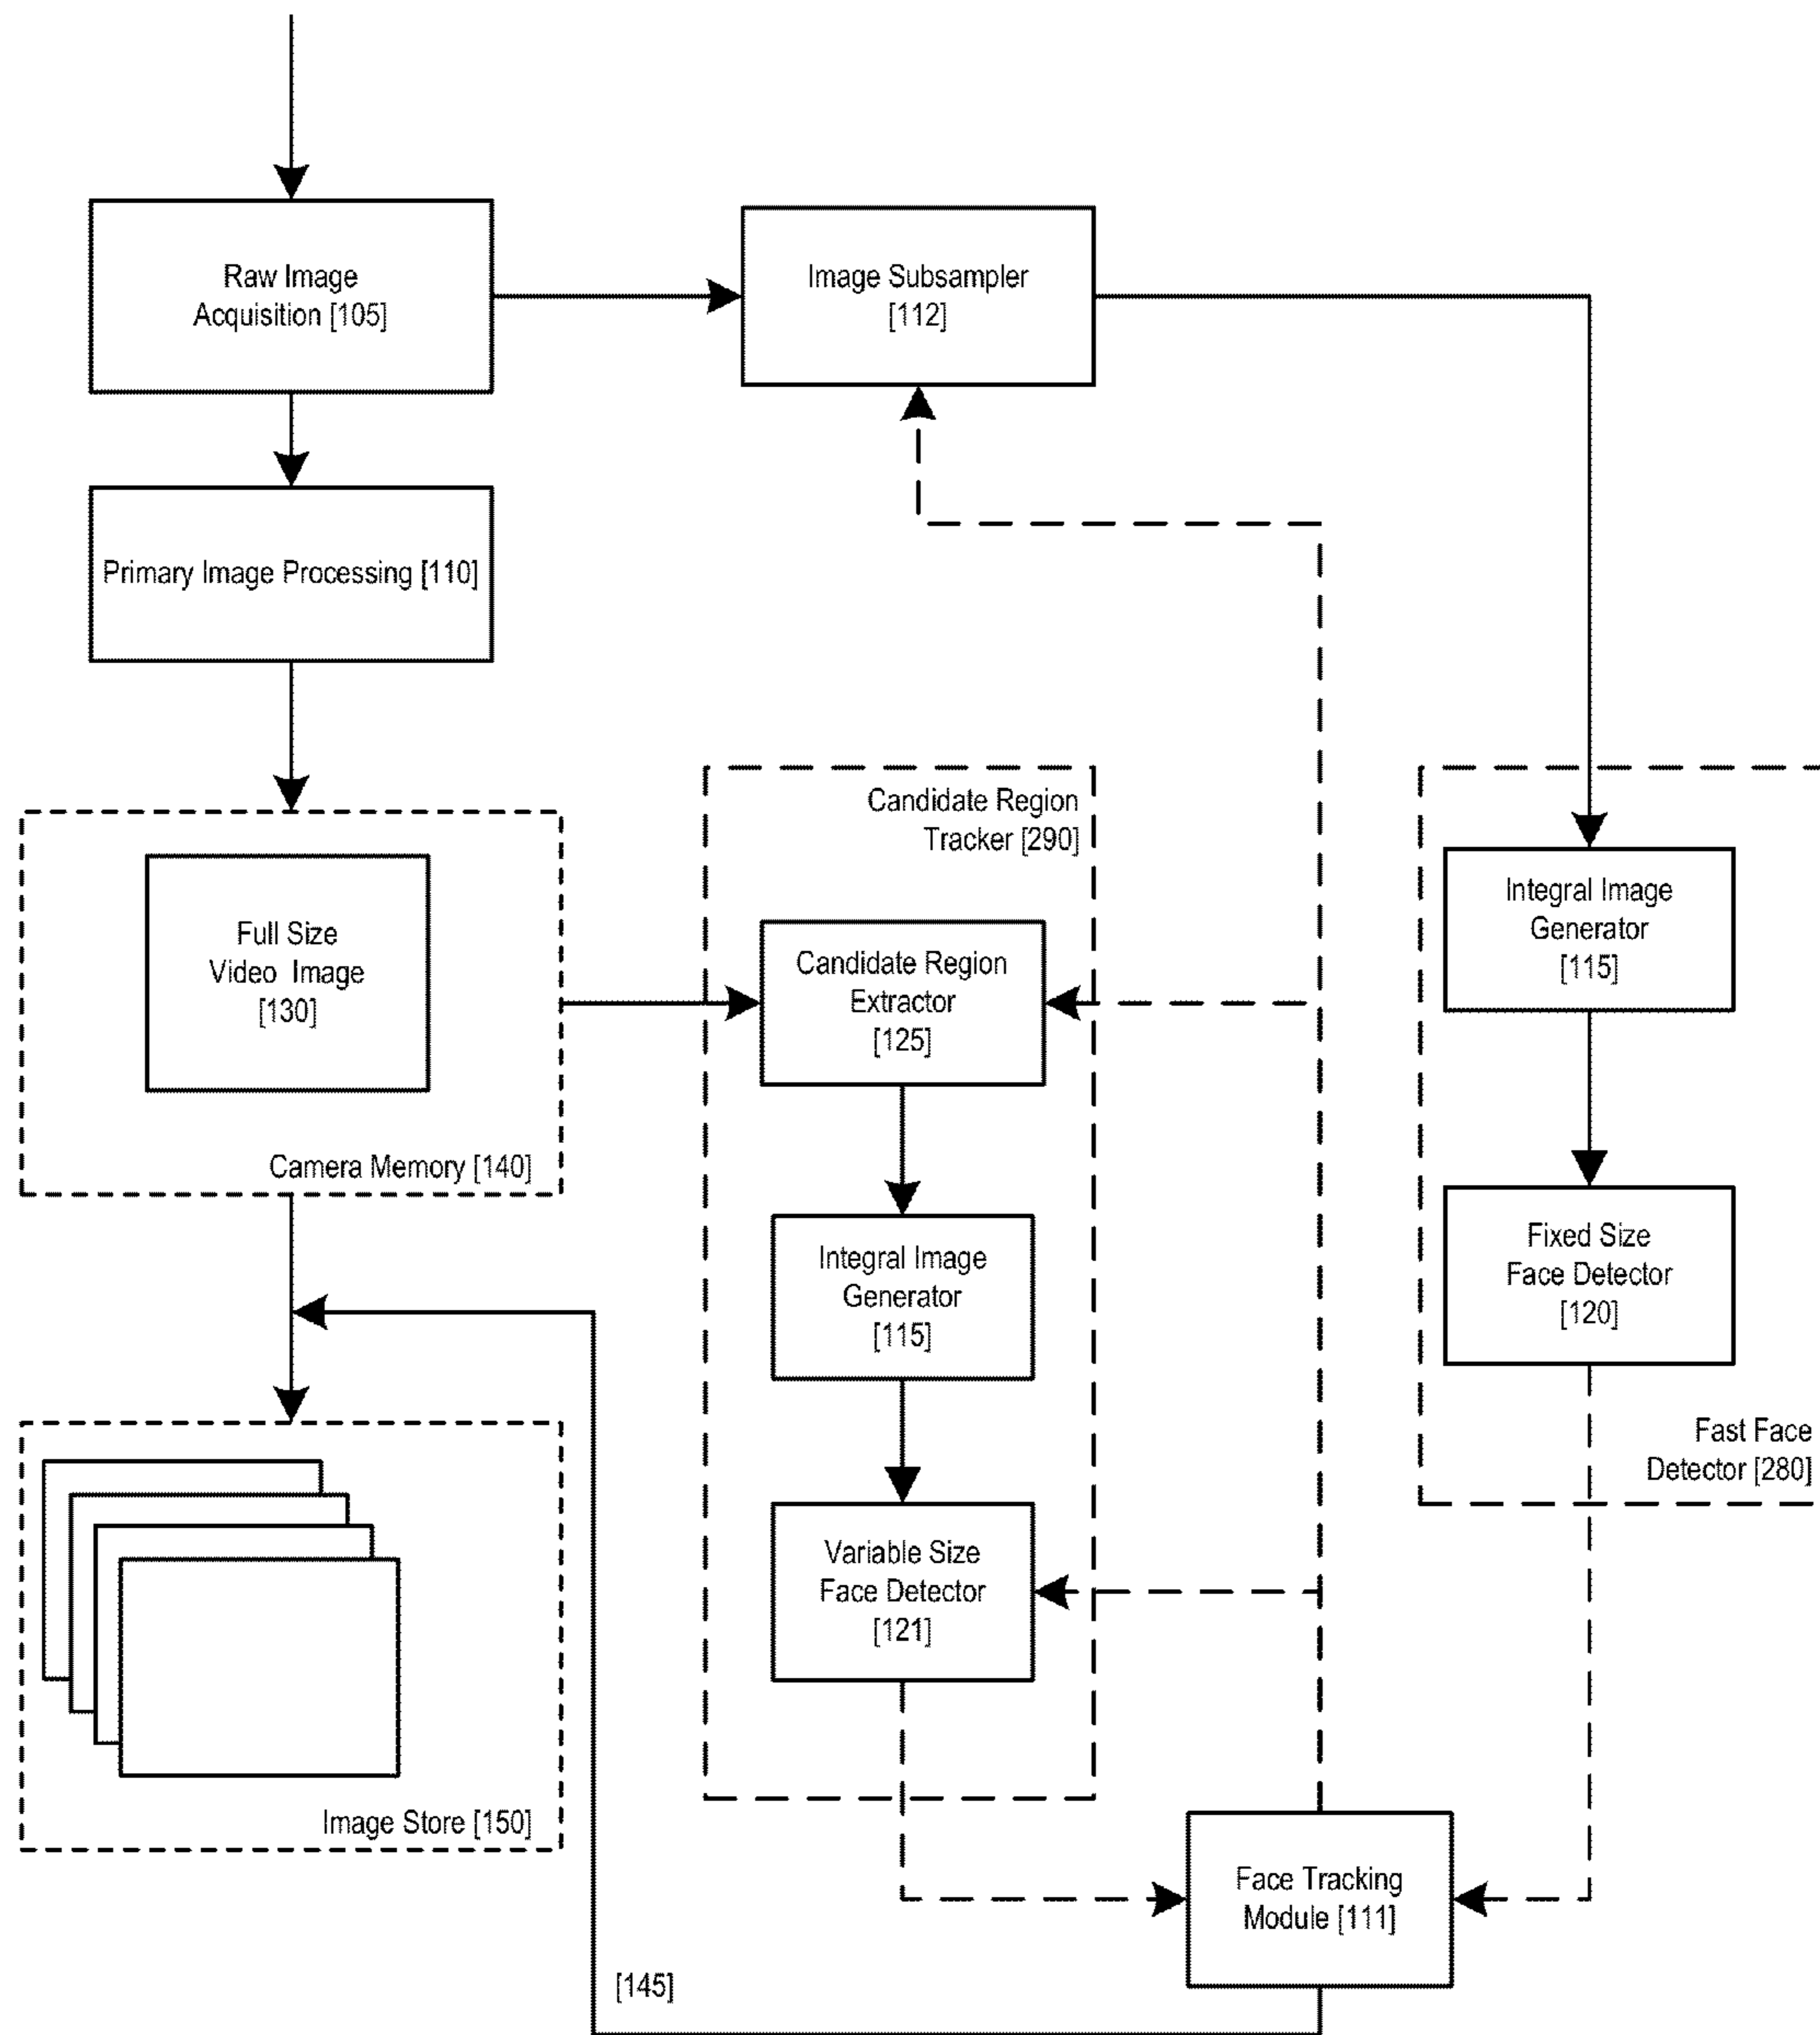 Raw Image
Acquisition [105]
Image Subsampler
[112]
Primary Image Processing [110]
Candidate Region
Tracker [290]
Full Size
Video Image
[130]
Camera Memory [140]
Candidate Region
Extractor
[125]
Integral Image
Generator
[115]
Integral Image
Generator
[115]
Fixed Size
Face Detector
[120]
Fast Face
Detector [280]
Variable Size
Face Detector
[121]
Image Store [150]
Face Tracking
Module [111]
[145]